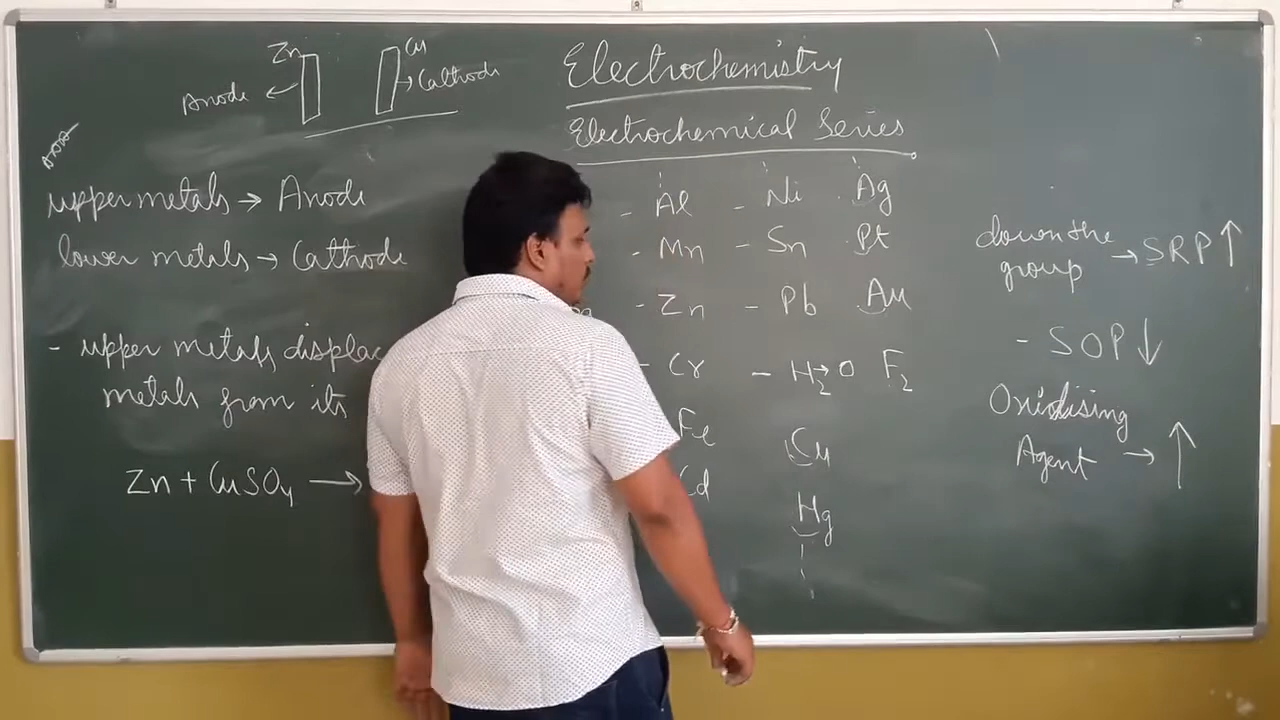 Zn Cu
Anode Cathode
Electrochemistry
Electrochemical Series
upper metals → Anode
lower metals → Cathode
- upper metals displac
metals from its
Zn + CuSO4 →
- Al
- Mn
- Zn
- Cr
Fe
Cd
- Ni
- Sn
- Pb
- H2→0
Cu
Hg
Ag
Pt
Au
F2
down the
group → SRP ↑
- SOP ↓
Oxidising
Agent → ↑